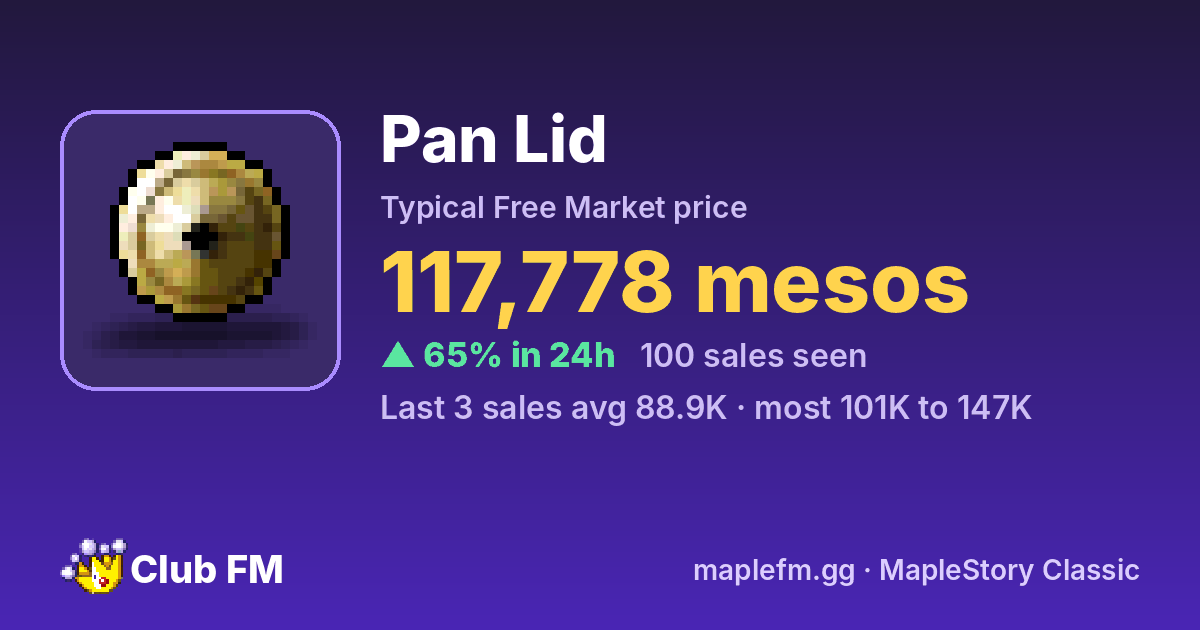 Pan Lid
Typical Free Market price
117,778 mesos
▲ 65% in 24h 100 sales seen
Last 3 sales avg 88.9K · most 101K to 147K
Club FM
maplefm.gg · MapleStory Classic